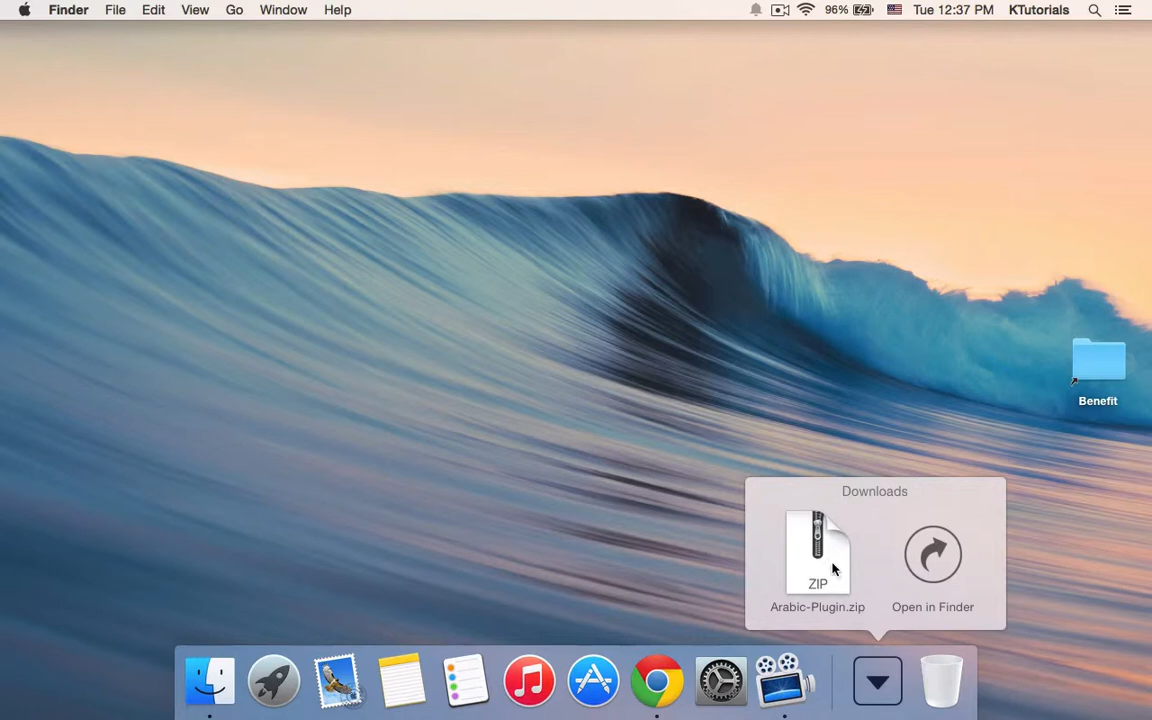 Finder File Edit View Go Window Help 96% Tue 12:37 PM KTutorials
Benefit
Downloads
ZIP
Arabic-Plugin.zip Open in Finder